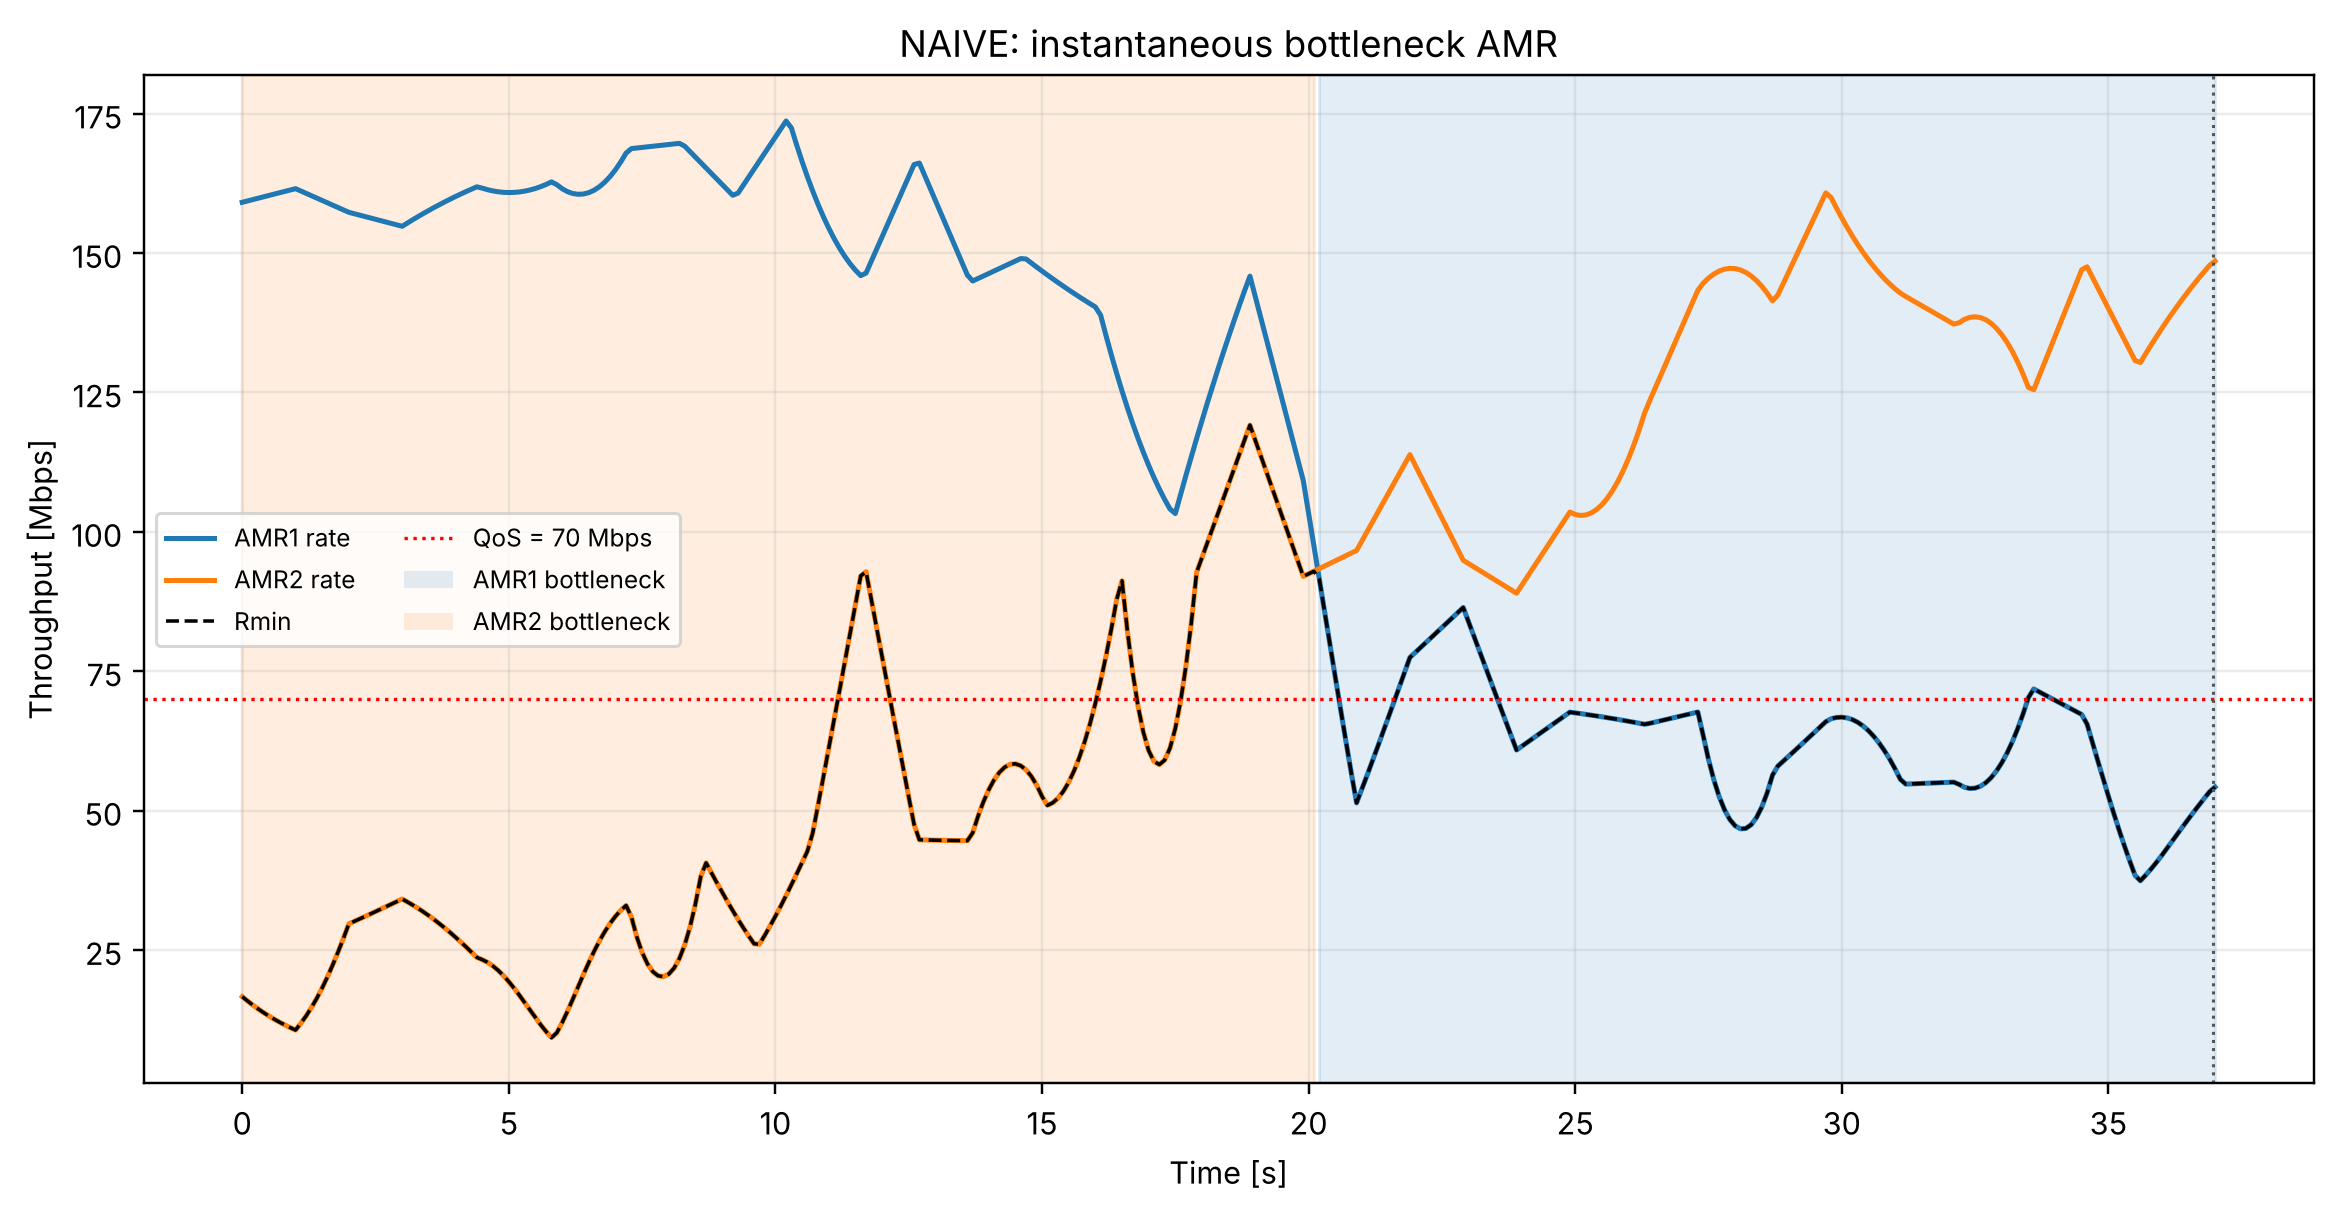 NAIVE: instantaneous bottleneck AMR
Throughput [Mbps]
175
150
125
100
75
50
25
AMR1 rate
AMR2 rate
Rmin
QoS = 70 Mbps
AMR1 bottleneck
AMR2 bottleneck
0 5 10 15 20 25 30 35
Time [s]